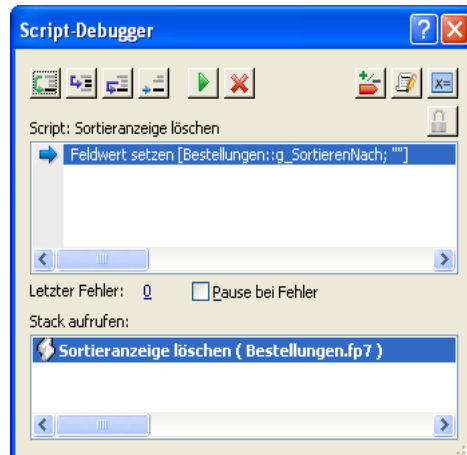 Script-Debugger
x=
Script: Sortieranzeige löschen
Feldwert setzen [Bestellungen::g_SortierenNach; ""]
Letzter Fehler: 0 Pause bei Fehler
Stack aufrufen:
Sortieranzeige löschen ( Bestellungen.fp7 )